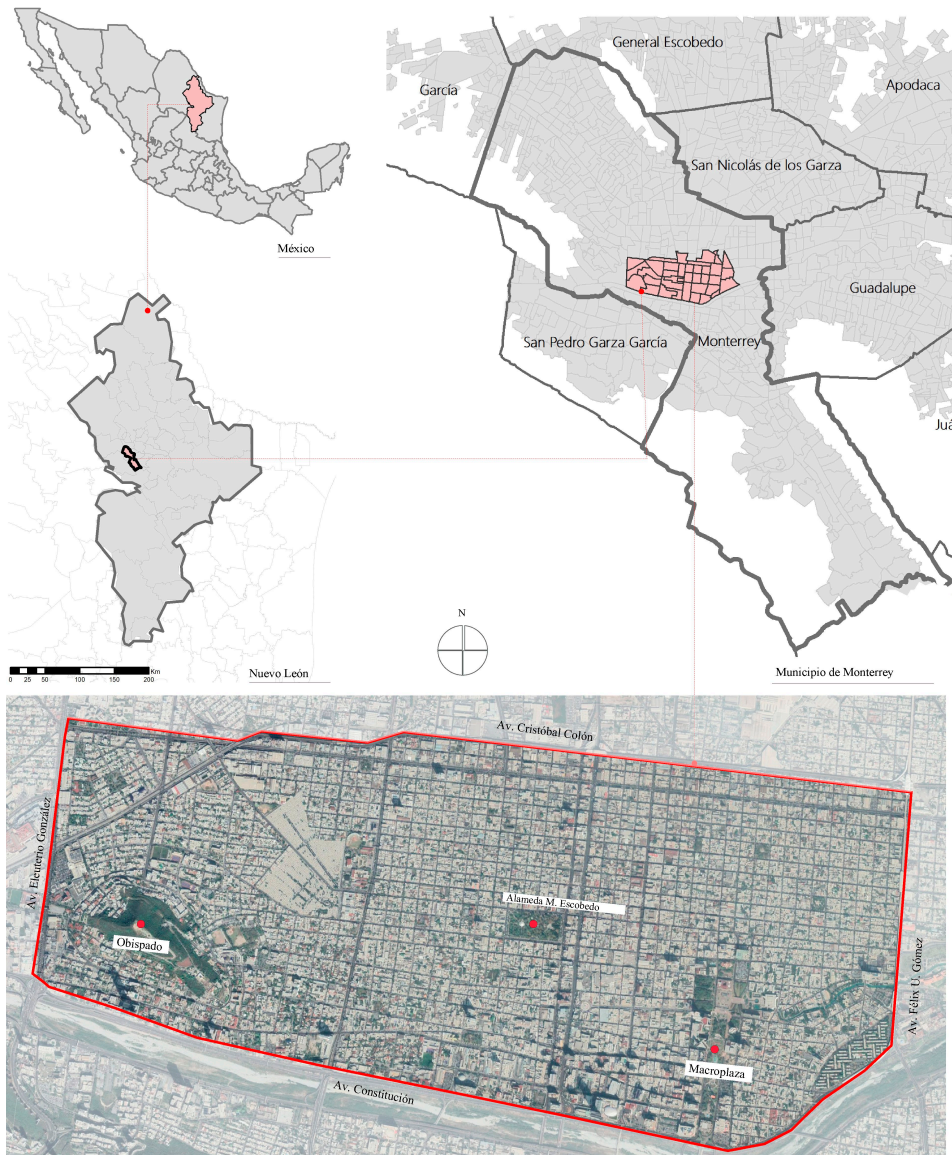 México
General Escobedo
García
Apodaca
San Nicolás de los Garza
Guadalupe
San Pedro Garza García
Monterrey
Juá
N
0 25 50 100 150 200
Km
Nuevo León
Municipio de Monterrey
Av. Cristóbal Colón
Av. Eleuterio González
Alameda M. Escobedo
Obispado
Av. Félix U. Gómez
Macroplaza
Av. Constitución